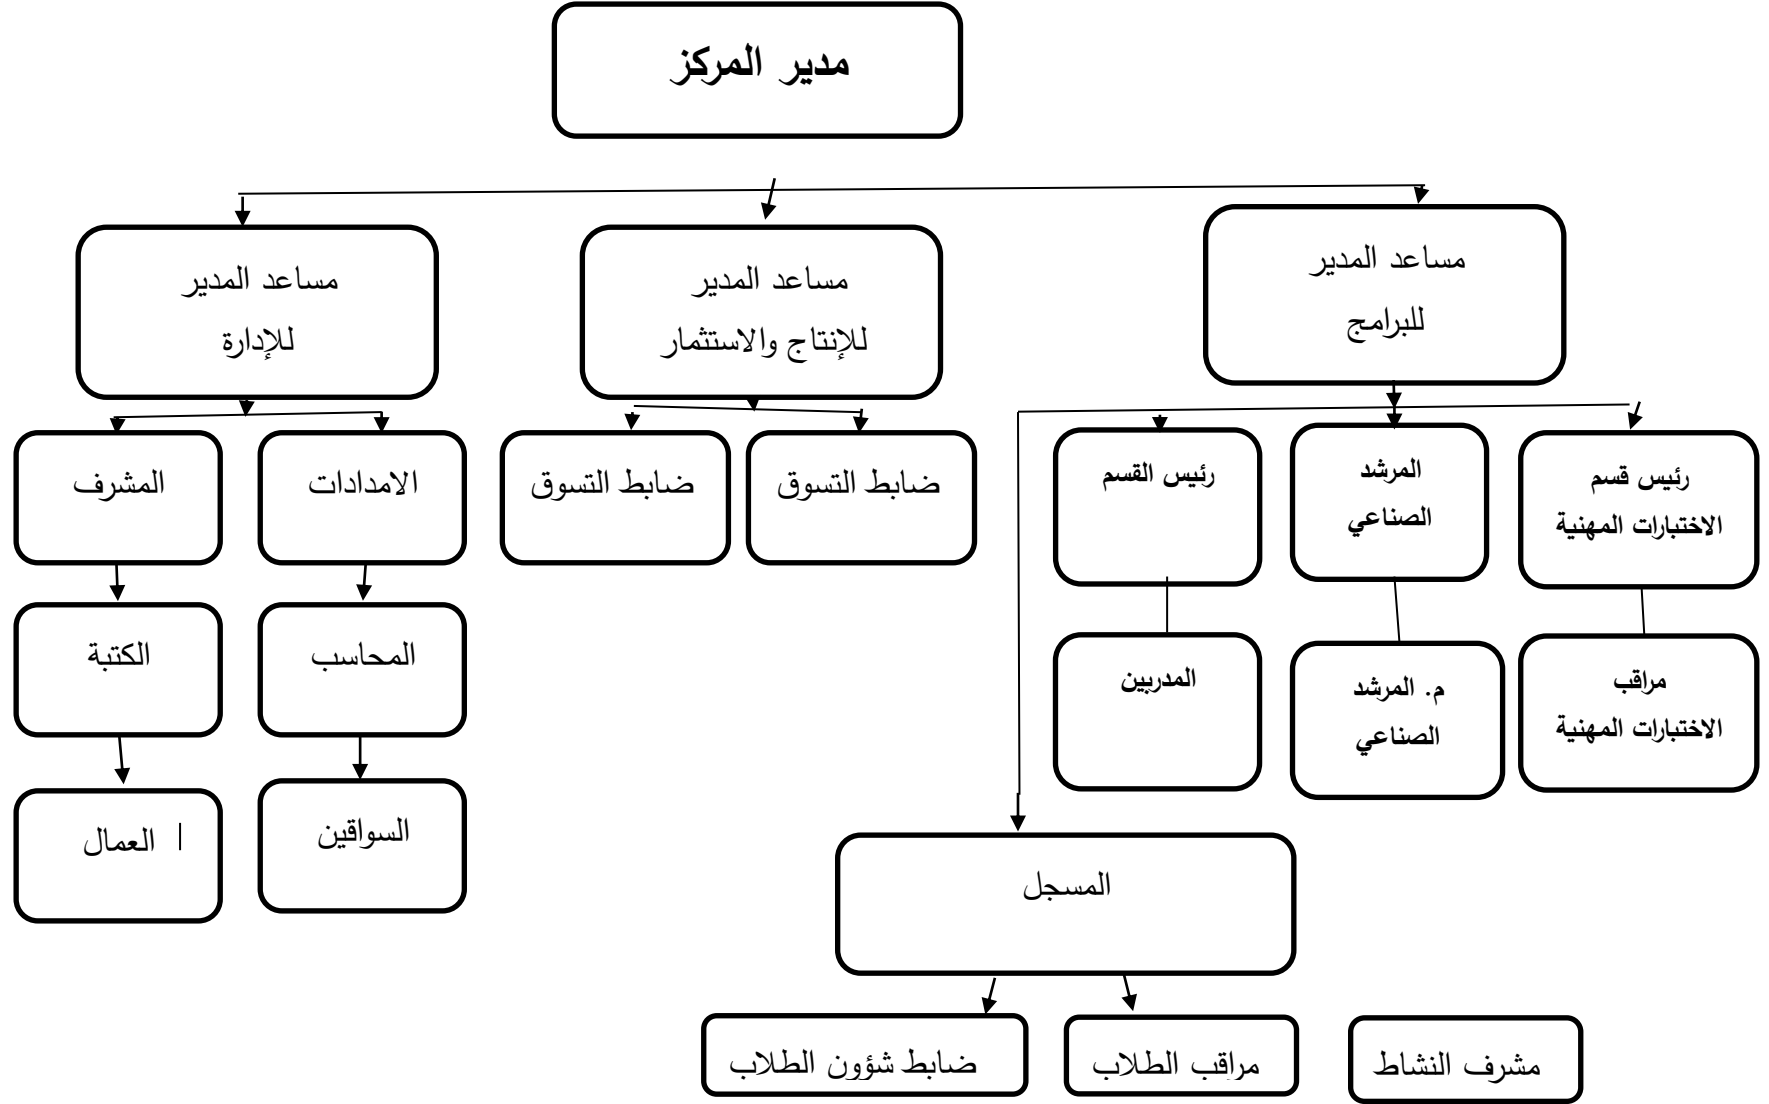 مدير المركز
مساعد المدير
للبرامج
مساعد المدير
للإنتاج والاستثمار
مساعد المدير
للإدارة
رئيس قسم
الاختبارات المهنية
المرشد
الصناعي
رئيس القسم
ضابط التسوق
ضابط التسوق
الامدادات
المشرف
مراقب
الاختبارات المهنية
م. المرشد
الصناعي
المدربين
المحاسب
الكتبة
السواقين
ا العمال
المسجل
مشرف النشاط
مراقب الطلاب
ضابط شؤون الطلاب